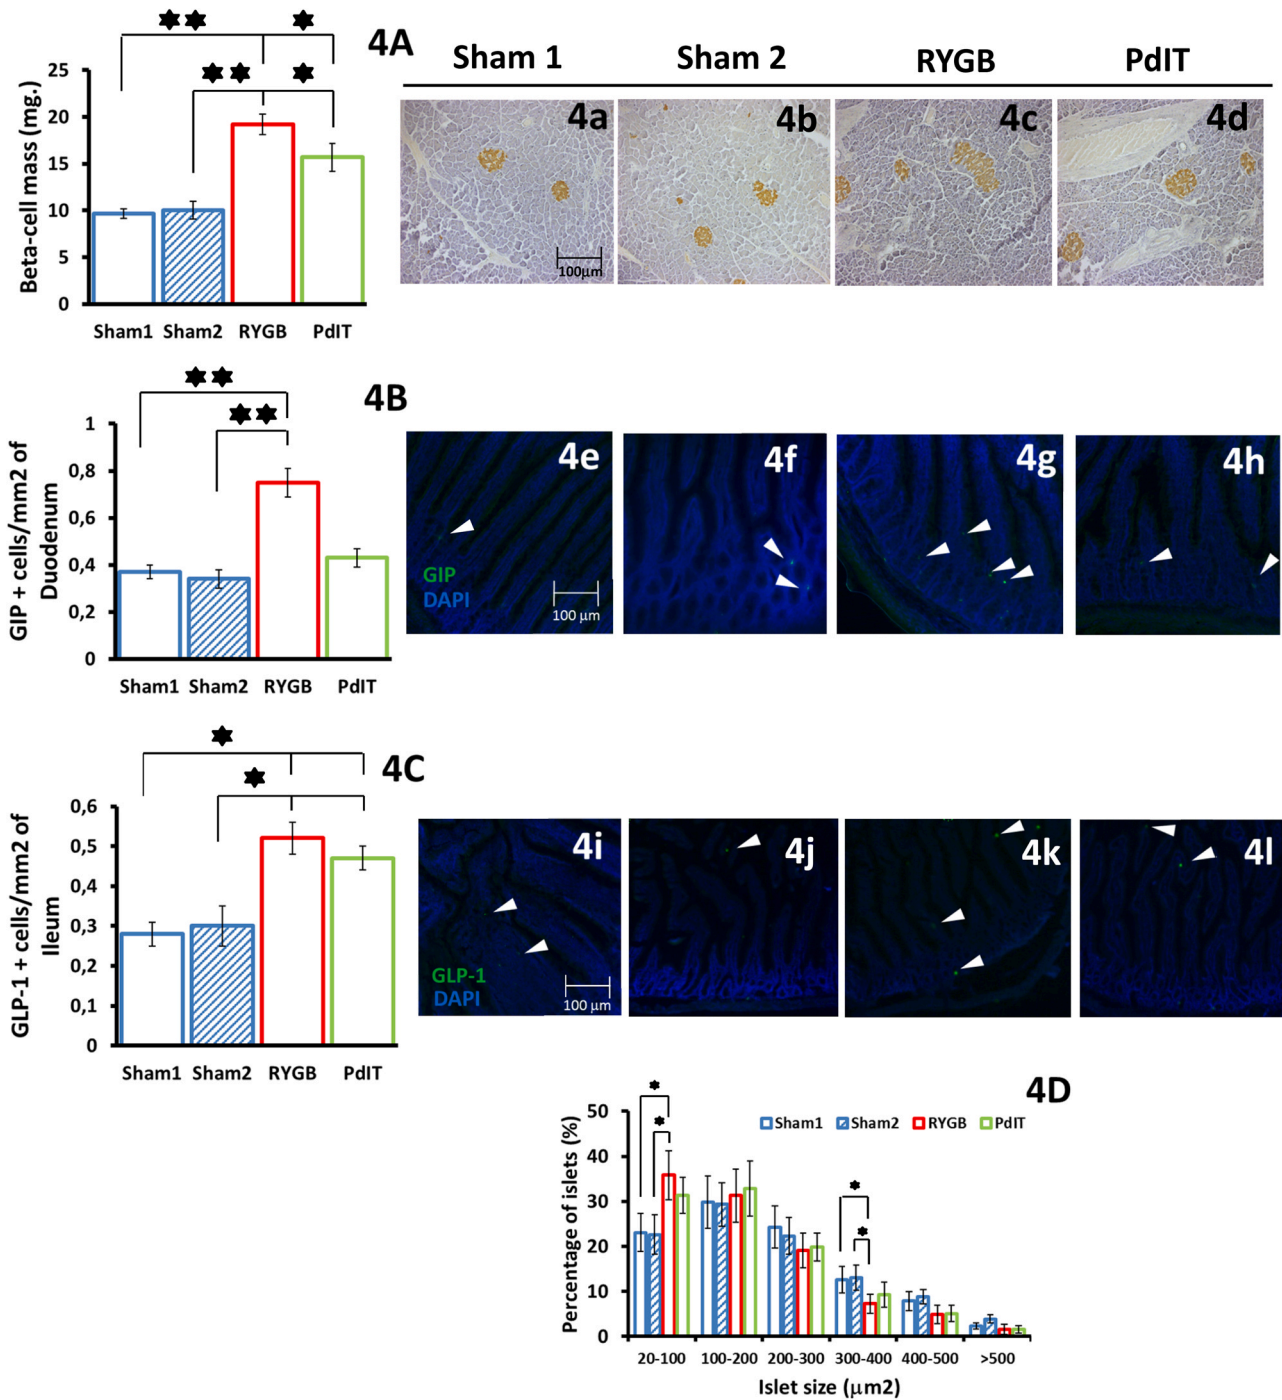 4A
Sham 1 Sham 2 RYGB PdIT
Beta-cell mass (mg.)
25
20
15
10
5
0
Sham1 Sham2 RYGB PdIT
4a 4b 4c 4d
100μm
4B
GIP + cells/mm2 of
Duodenum
1
0,8
0,6
0,4
0,2
0
Sham1 Sham2 RYGB PdIT
4e 4f 4g 4h
GIP
DAPI
100 μm
4C
GLP-1 + cells/mm2 of
Ileum
0,6
0,5
0,4
0,3
0,2
0,1
0
Sham1 Sham2 RYGB PdIT
4i 4j 4k 4l
GLP-1
DAPI
100 μm
4D
Sham1 Sham2 RYGB PdIT
Percentage of islets (%)
50
40
30
20
10
0
20-100 100-200 200-300 300-400 400-500 >500
Islet size (μm2)